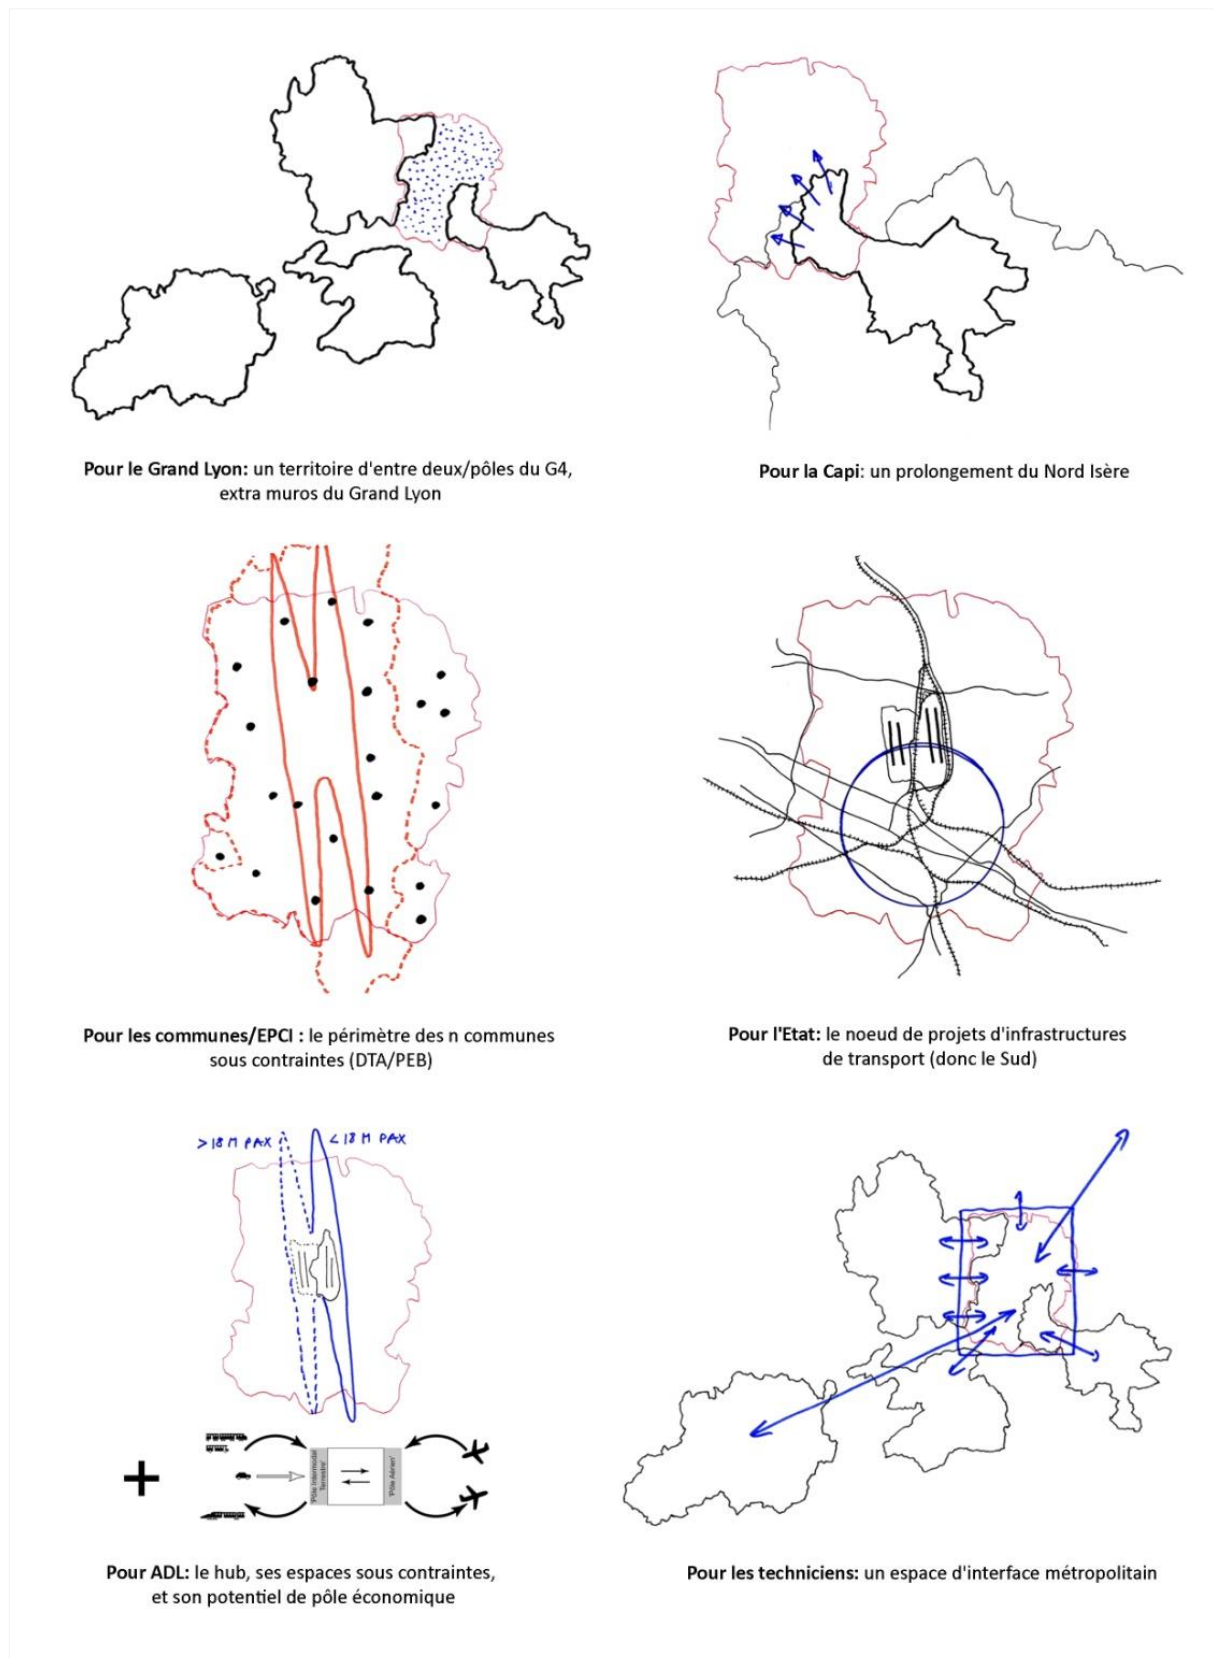 Pour le Grand Lyon: un territoire d'entre deux/pôles du G4,
extra muros du Grand Lyon
Pour la Capi: un prolongement du Nord Isère
Pour les communes/EPCI : le périmètre des n communes
sous contraintes (DTA/PEB)
Pour l'Etat: le noeud de projets d'infrastructures
de transport (donc le Sud)
>18 M PAX
<18 M PAX
+
'Pôle Intermodal
Terrestre'
'Pôle Aérien'
Pour ADL: le hub, ses espaces sous contraintes,
et son potentiel de pôle économique
Pour les techniciens: un espace d'interface métropolitain